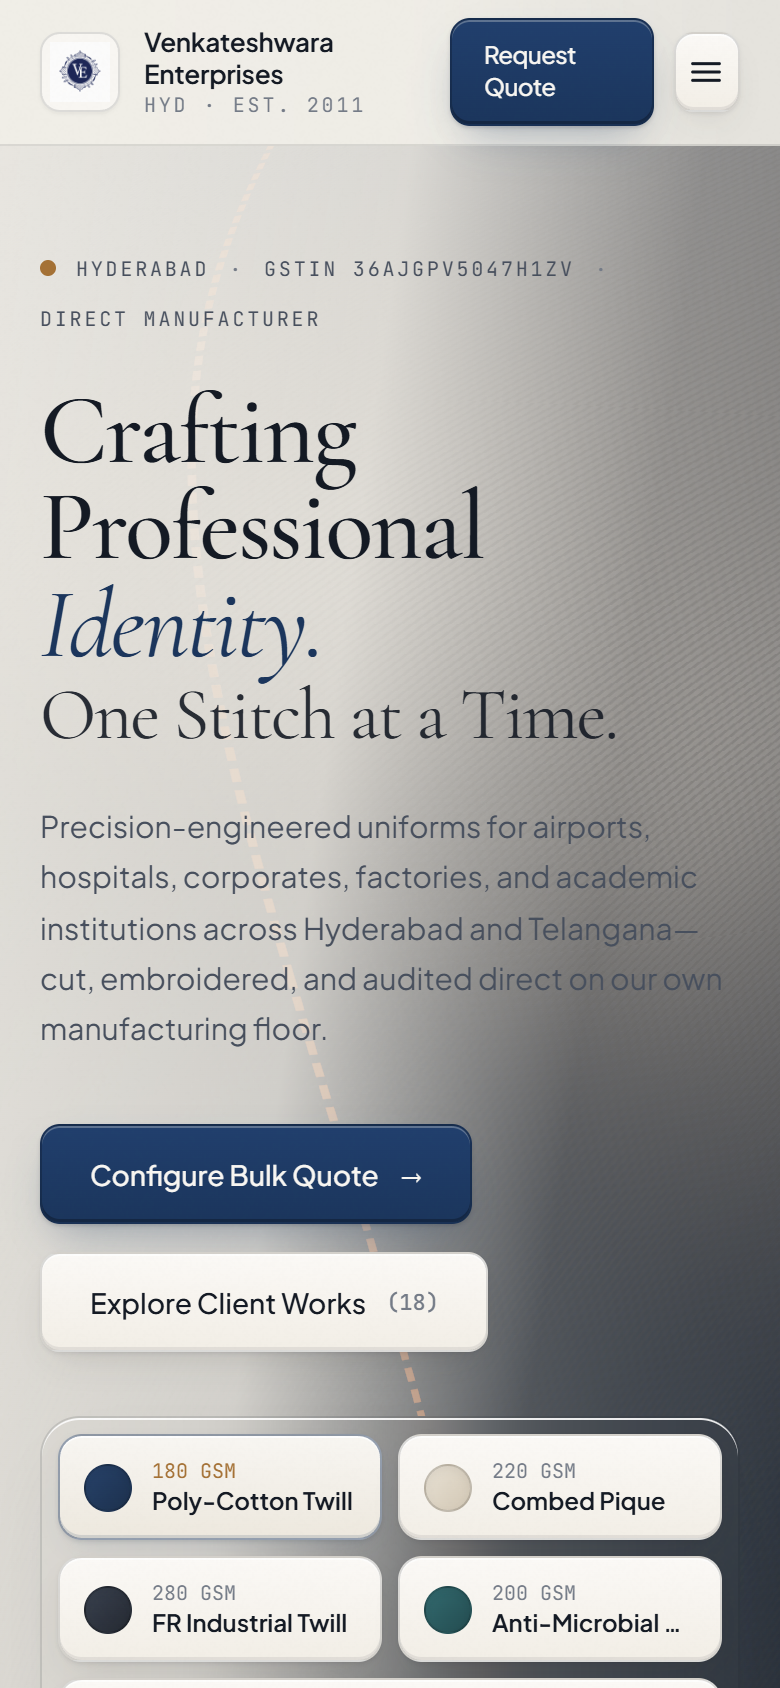 VE
Venkateshwara
Enterprises
HYD · EST. 2011
Request
Quote
HYDERABAD · GSTIN 36AJGPV5047H1ZV ·
DIRECT MANUFACTURER
Crafting
Professional
Identity.
One Stitch at a Time.
Precision-engineered uniforms for airports,
hospitals, corporates, factories, and academic
institutions across Hyderabad and Telangana—
cut, embroidered, and audited direct on our own
manufacturing floor.
Configure Bulk Quote →
Explore Client Works (18)
180 GSM
Poly-Cotton Twill
220 GSM
Combed Pique
280 GSM
FR Industrial Twill
200 GSM
Anti-Microbial ...